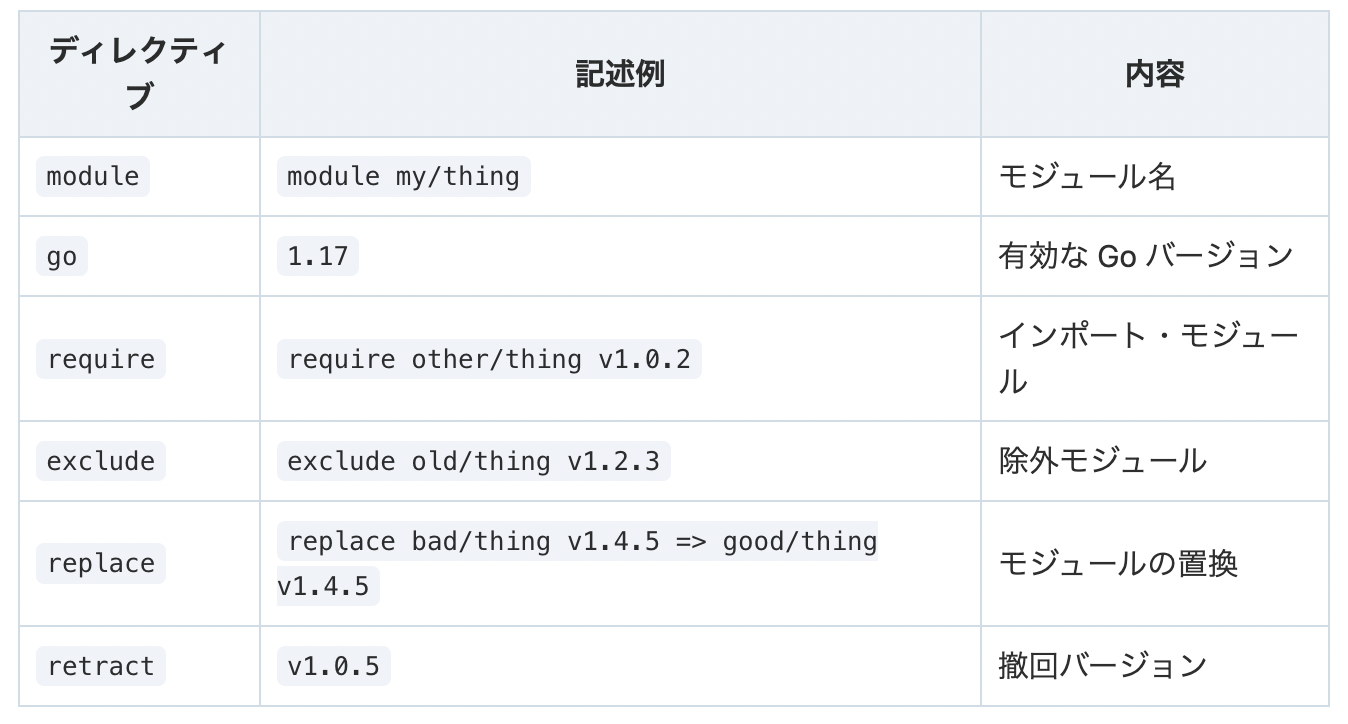 ディレクティ
ブ
記述例
内容
module
module my/thing
モジュール名
go
1.17
有効な Go バージョン
require
require other/thing v1.0.2
インポート・モジュー
ル
exclude
exclude old/thing v1.2.3
除外モジュール
replace
replace bad/thing v1.4.5 => good/thing
v1.4.5
モジュールの置換
retract
v1.0.5
撤回バージョン